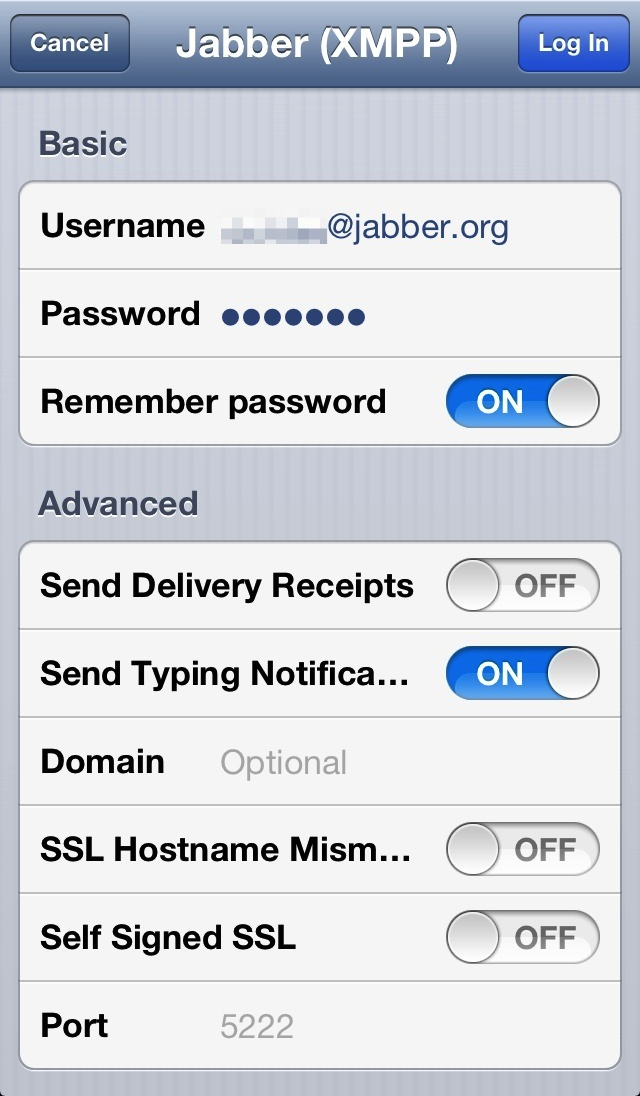 Cancel Jabber (XMPP) Log In
Basic
Username @jabber.org
Password ●●●●●●●
Remember password ON
Advanced
Send Delivery Receipts OFF
Send Typing Notifica... ON
Domain Optional
SSL Hostname Mism... OFF
Self Signed SSL OFF
Port 5222